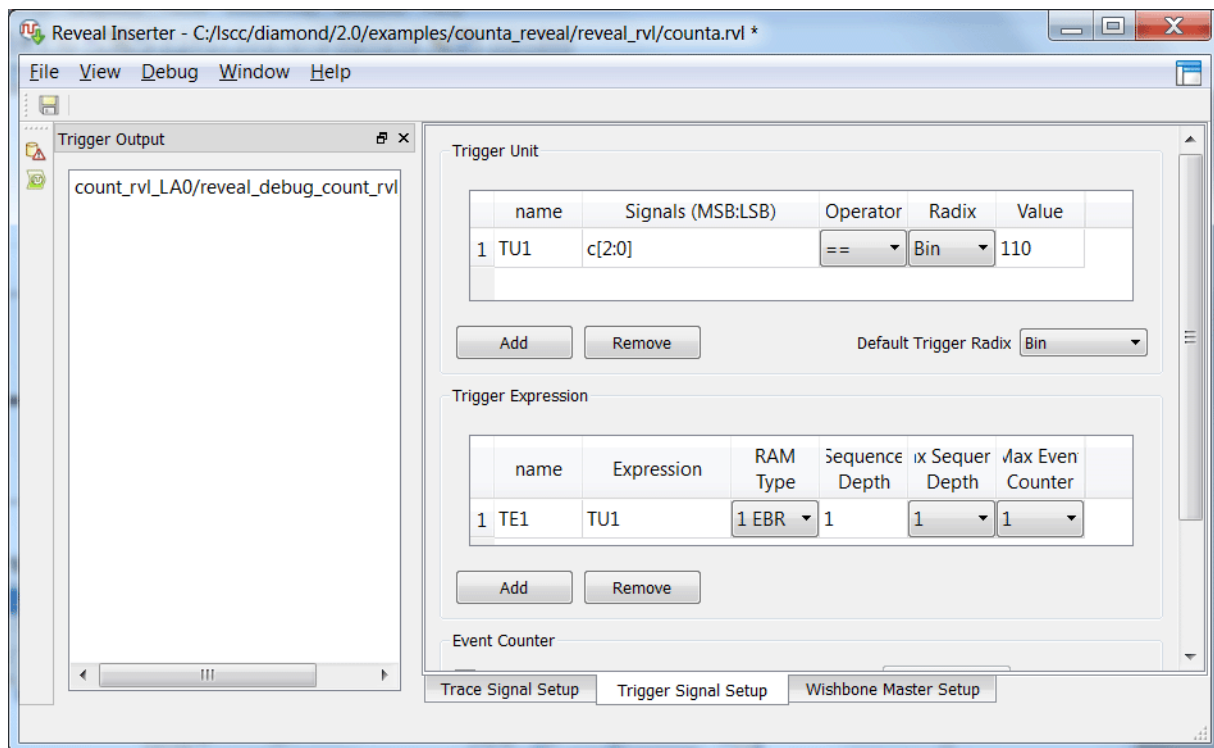 Reveal Inserter - C:/lscc/diamond/2.0/examples/counta_reveal/reveal_rvl/counta.rvl *
File View Debug Window Help
Trigger Output
count_rvl_LA0/reveal_debug_count_rvl
Trigger Unit
name Signals (MSB:LSB) Operator Radix Value
1 TU1 c[2:0] == Bin 110
Add Remove Default Trigger Radix Bin
Trigger Expression
name Expression RAM Type Sequence Depth x Sequer Depth Max Even Counter
1 TE1 TU1 1 EBR 1 1 1
Add Remove
Event Counter
Trace Signal Setup Trigger Signal Setup Wishbone Master Setup